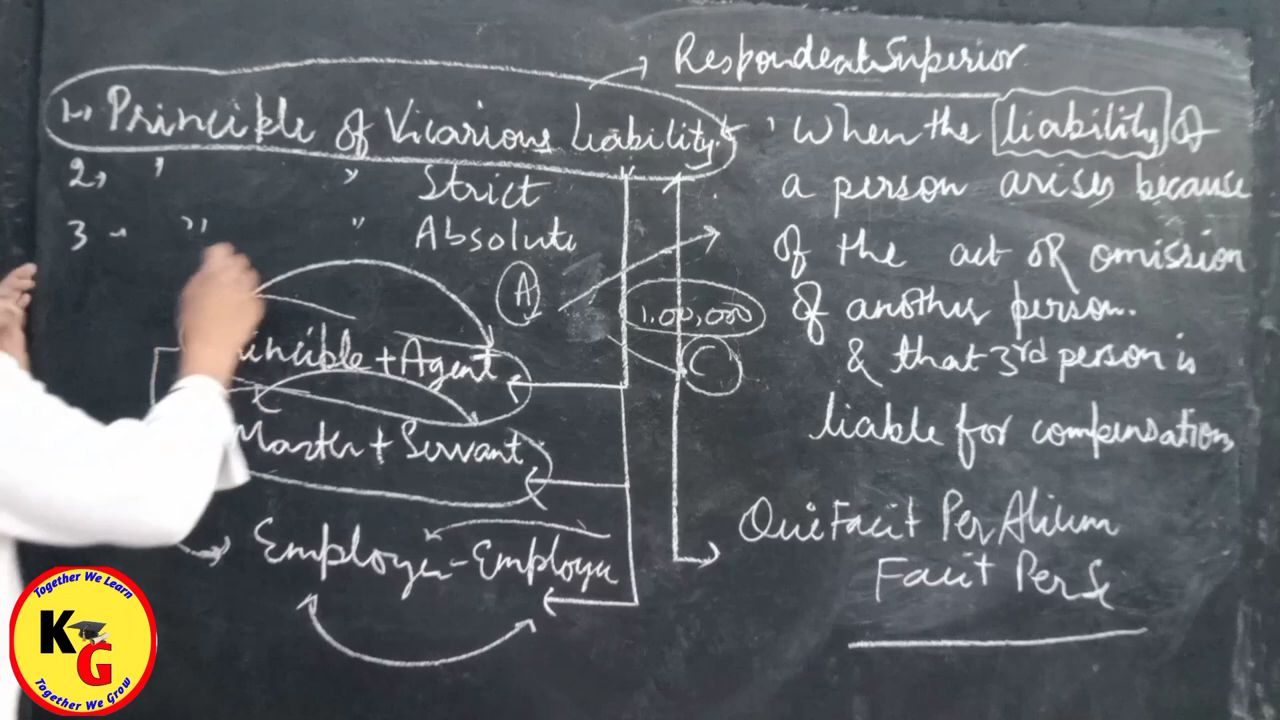 Respondeat Superior
1, Principle of Vicarious Liability.
2, " " Strict
3 - " " Absolute
A
1,00,000
C
incible + Agent
Master + Servant
Employer - Employee
When the liability of
a person arises because
of the act OR omission
of another person.
& that 3rd person is
liable for compensation,
Qui Facit Per Alium
Facit Per Se
Together We Learn
KG
Together We Grow